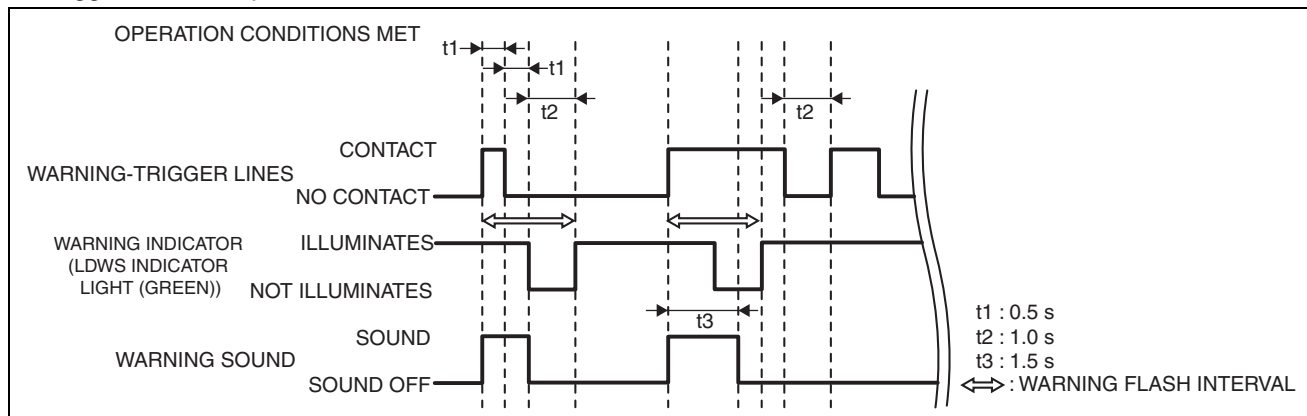 OPERATION CONDITIONS MET
t1
t1
t2
t2
CONTACT
WARNING-TRIGGER LINES
NO CONTACT
WARNING INDICATOR
(LDWS INDICATOR
LIGHT (GREEN))
ILLUMINATES
NOT ILLUMINATES
t3
SOUND
WARNING SOUND
SOUND OFF
t1 : 0.5 s
t2 : 1.0 s
t3 : 1.5 s
: WARNING FLASH INTERVAL